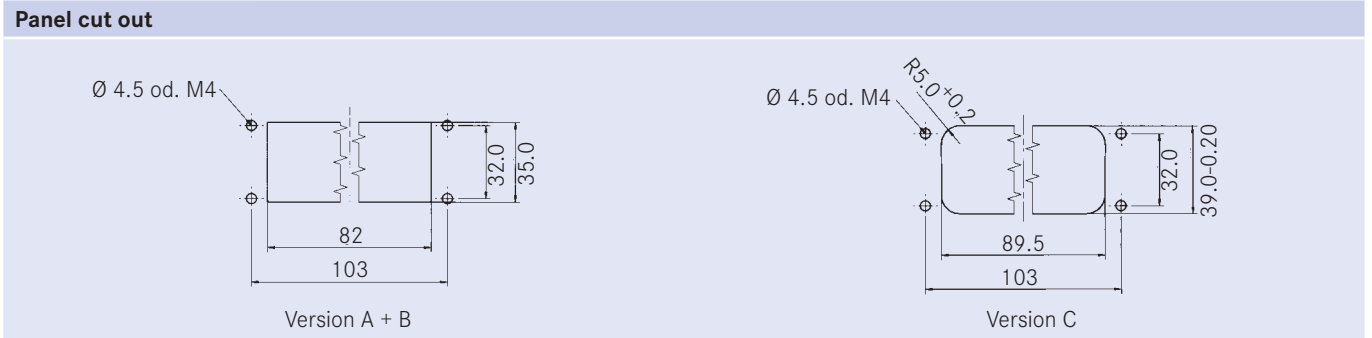 Panel cut out
Ø 4.5 od. M4
32.0
35.0
82
103
Version A + B
Ø 4.5 od. M4
R5.0+0.2
32.0
39.0-0.20
89.5
103
Version C